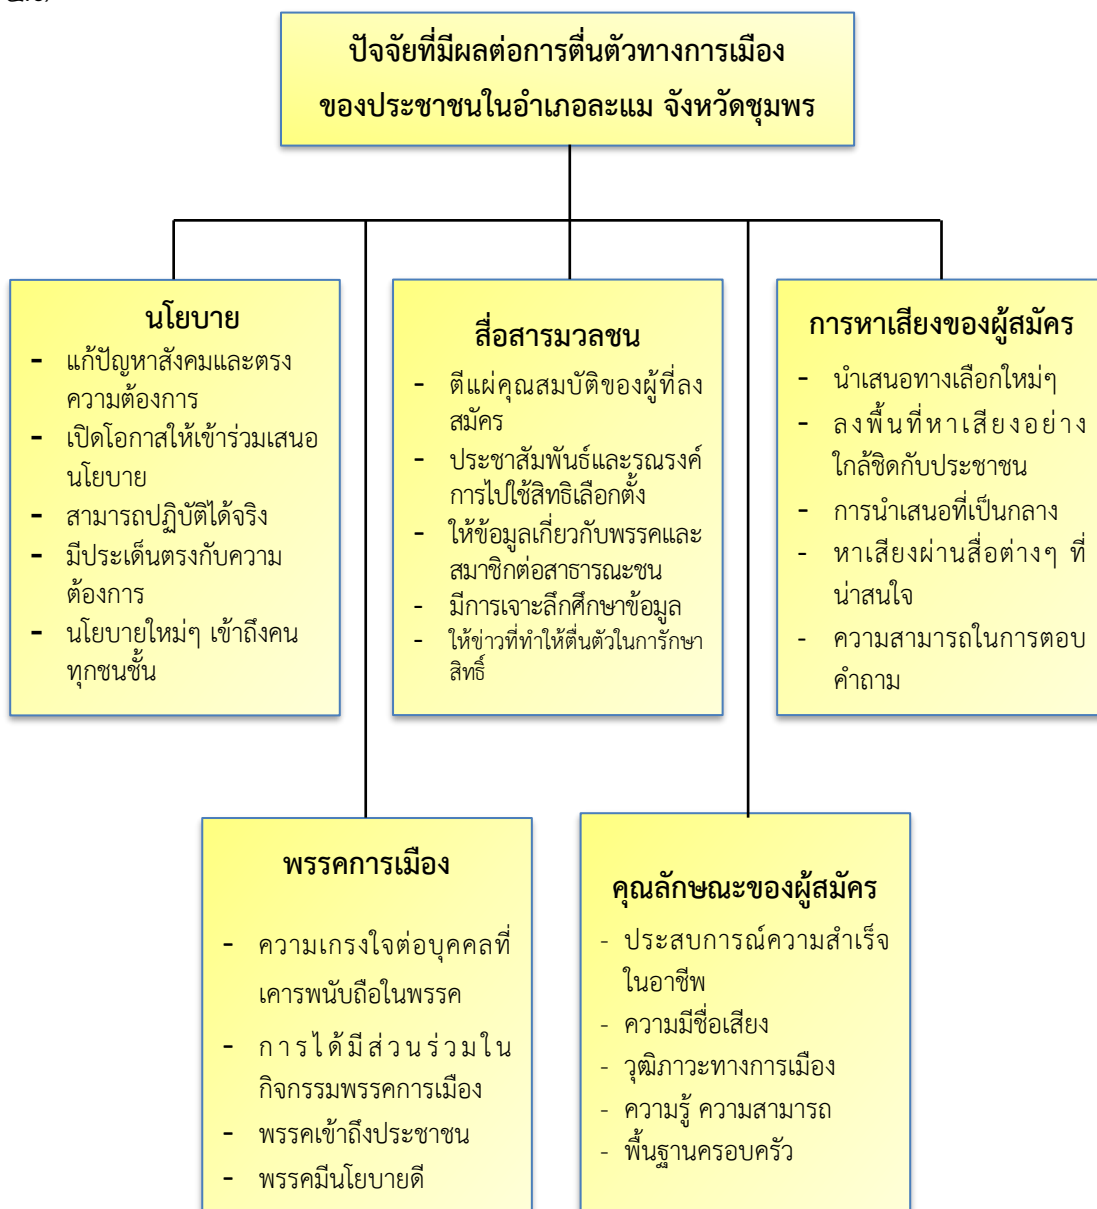 ปัจจัยที่มีผลต่อการตื่นตัวทางการเมือง
ของประชาชนในอำเภอละแม จังหวัดชุมพร
นโยบาย
- แก้ปัญหาสังคมและตรง
ความต้องการ
- เปิดโอกาสให้เข้าร่วมเสนอ
นโยบาย
- สามารถปฏิบัติได้จริง
- มีประเด็นตรงกับความ
ต้องการ
- นโยบายใหม่ๆ เข้าถึงคน
ทุกชนชั้น
สื่อสารมวลชน
- ตีแผ่คุณสมบัติของผู้ที่ลง
สมัคร
- ประชาสัมพันธ์และรณรงค์
การไปใช้สิทธิเลือกตั้ง
- ให้ข้อมูลเกี่ยวกับพรรคและ
สมาชิกต่อสาธารณะชน
- มีการเจาะลึกศึกษาข้อมูล
- ให้ข่าวที่ทำให้ตื่นตัวในการักษา
สิทธิ์
การหาเสียงของผู้สมัคร
- นำเสนอทางเลือกใหม่ๆ
- ลงพื้นที่หาเสียงอย่าง
ใกล้ชิดกับประชาชน
- การนำเสนอที่เป็นกลาง
- หาเสียงผ่านสื่อต่างๆ ที่
น่าสนใจ
- ความสามารถในการตอบ
คำถาม
พรรคการเมือง
- ความเกรงใจต่อบุคคลที่
เคารพนับถือในพรรค
- การได้มีส่วนร่วมใน
กิจกรรมพรรคการเมือง
- พรรคเข้าถึงประชาชน
- พรรคมีนโยบายดี
คุณลักษณะของผู้สมัคร
- ประสบการณ์ความสำเร็จ
ในอาชีพ
- ความมีชื่อเสียง
- วุฒิภาวะทางการเมือง
- ความรู้ ความสามารถ
- พื้นฐานครอบครัว